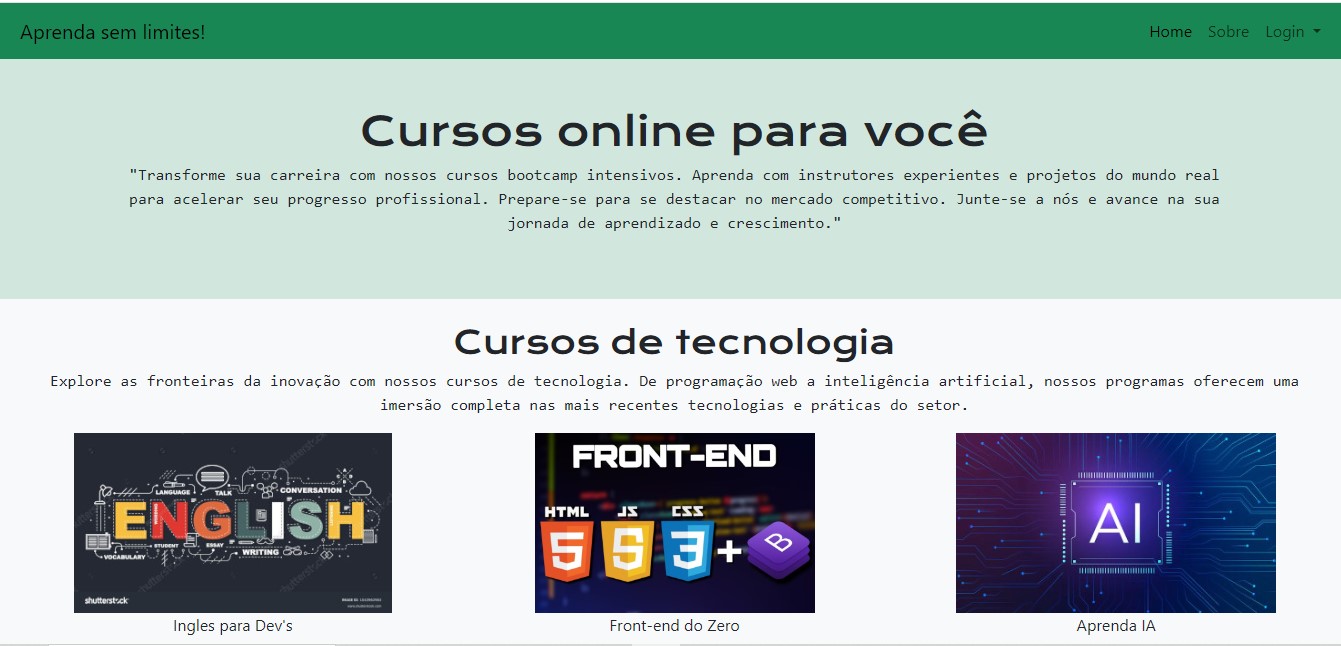 Aprenda sem limites!
Home Sobre Login
Cursos online para você
"Transforme sua carreira com nossos cursos bootcamp intensivos. Aprenda com instrutores experientes e projetos do mundo real
para acelerar seu progresso profissional. Prepare-se para se destacar no mercado competitivo. Junte-se a nós e avance na sua
jornada de aprendizado e crescimento."
Cursos de tecnologia
Explore as fronteiras da inovação com nossos cursos de tecnologia. De programação web a inteligência artificial, nossos programas oferecem uma
imersão completa nas mais recentes tecnologias e práticas do setor.
LANGUAGE
TALK
CONVERSATION
ENGLISH
STUDENT
ESSAY
WRITING
VOCABULARY
shutterstock
Ingles para Dev's
FRONT-END
HTML JS CSS
5 5 3 + B
Front-end do Zero
AI
Aprenda IA